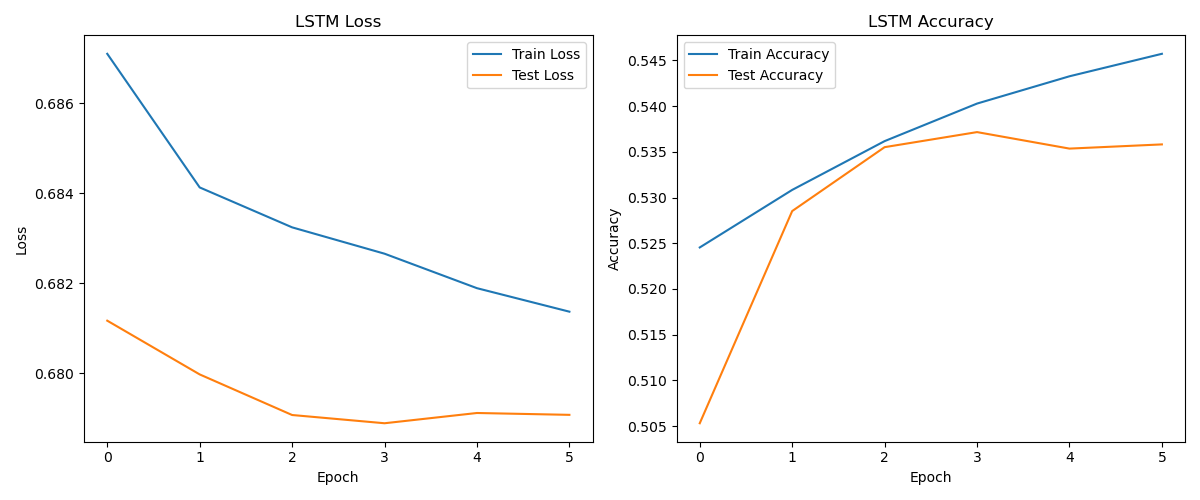 LSTM Loss
Train Loss
Test Loss
0.686
0.684
0.682
0.680
Loss
0
1
2
3
4
5
Epoch
LSTM Accuracy
Train Accuracy
Test Accuracy
0.545
0.540
0.535
0.530
0.525
0.520
0.515
0.510
0.505
Accuracy
0
1
2
3
4
5
Epoch